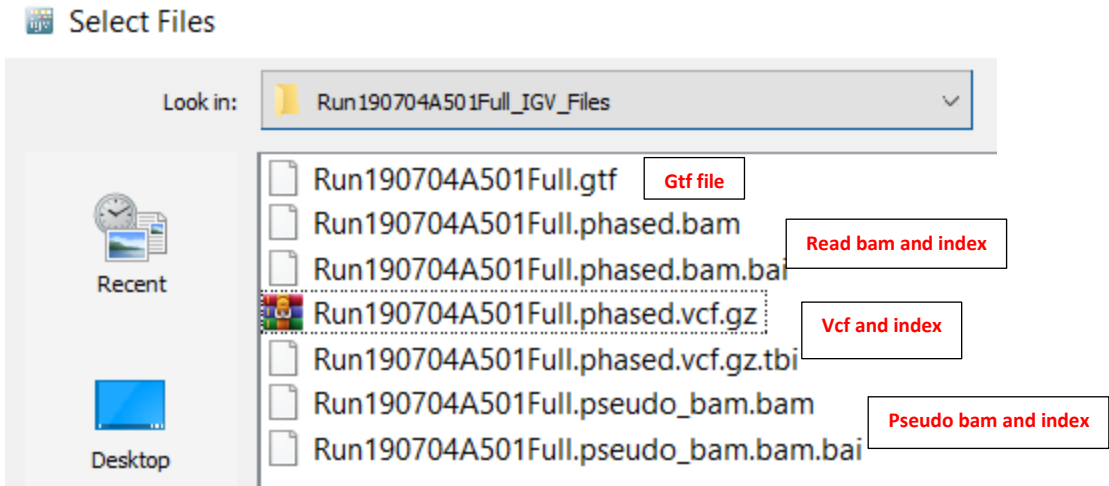 Select Files
Look in:
Run190704A501Full_IGV_Files
Run190704A501Full.gtf
Gtf file
Run190704A501Full.phased.bam
Read bam and index
Run190704A501Full.phased.bam.bai
Recent
Run190704A501Full.phased.vcf.gz
Vcf and index
Run190704A501Full.phased.vcf.gz.tbi
Run190704A501Full.pseudo_bam.bam
Pseudo bam and index
Run190704A501Full.pseudo_bam.bam.bai
Desktop